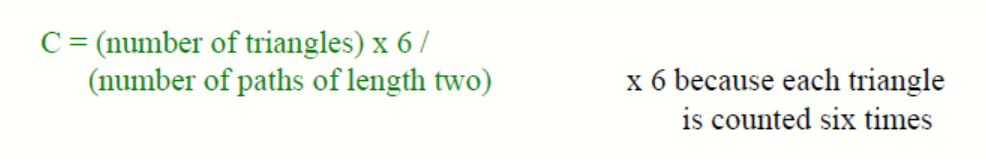 C = (number of triangles) x 6 /
(number of paths of length two)
x 6 because each triangle
is counted six times